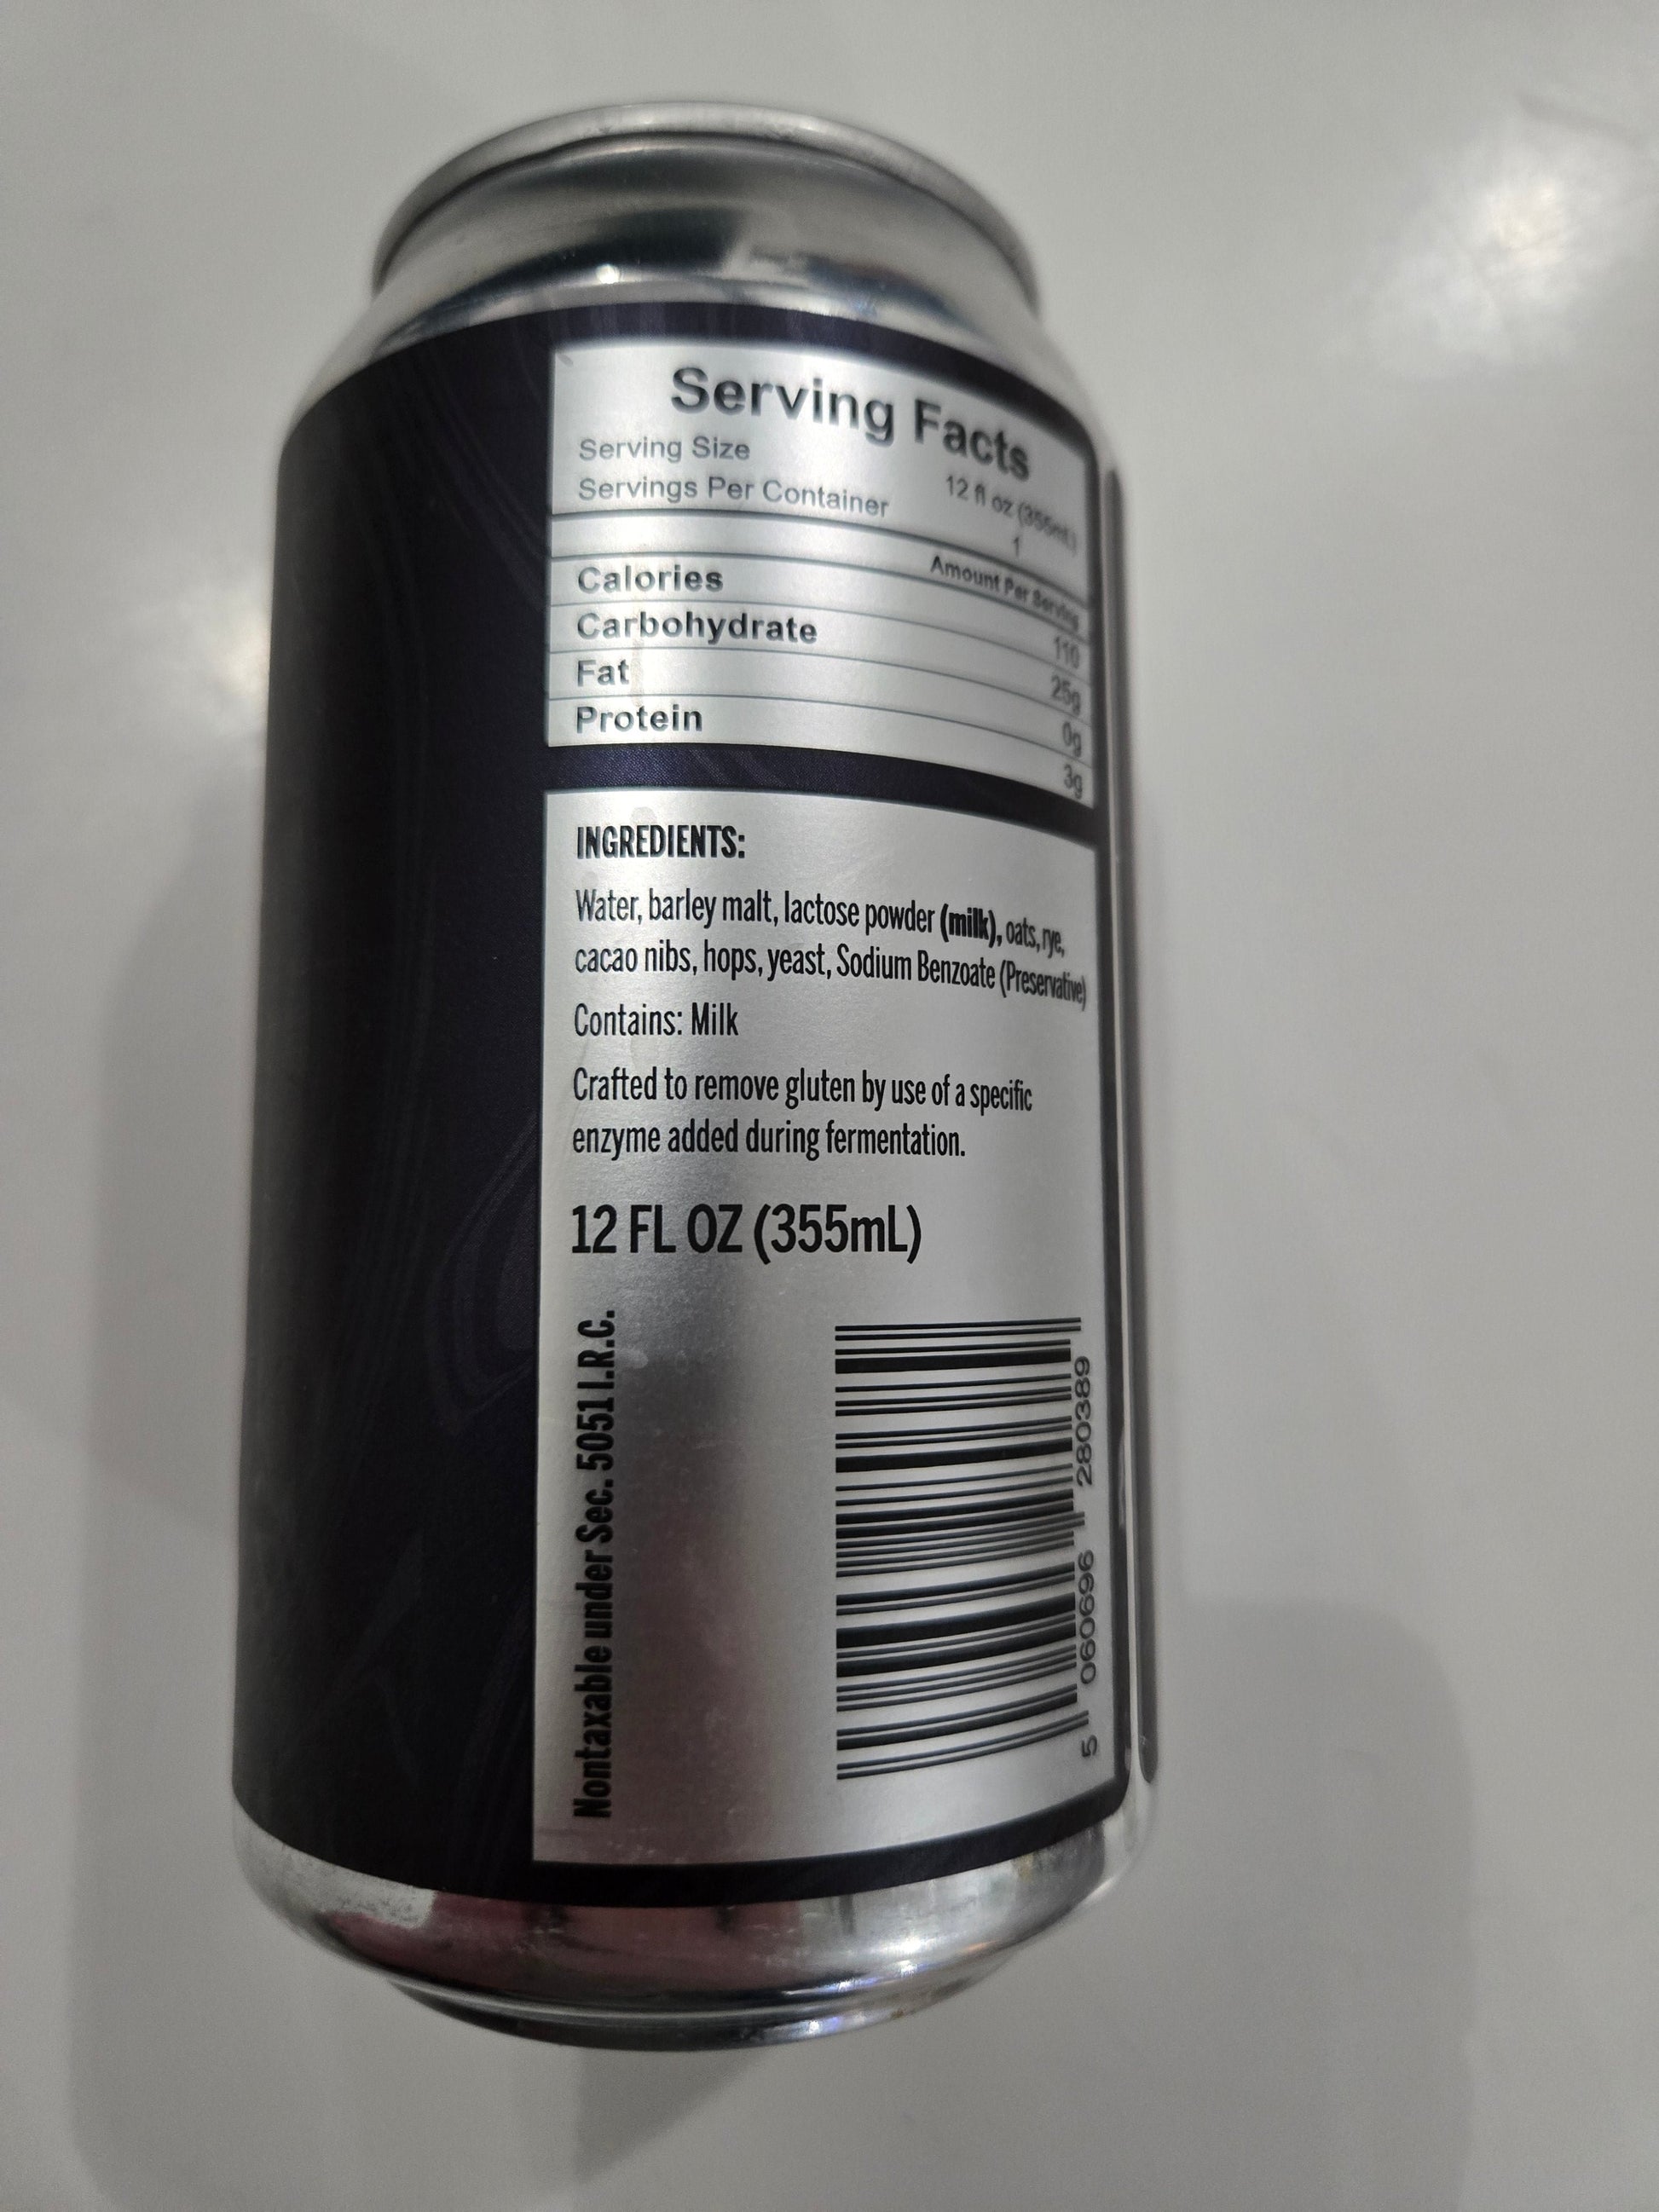 Serving Facts
Serving Size 12 fl oz (355mL)
Servings Per Container 1
Amount Per Serving
Calories 110
Carbohydrate 25g
Fat 0g
Protein 3g
INGREDIENTS:
Water, barley malt, lactose powder (milk), oats, rye,
cacao nibs, hops, yeast, Sodium Benzoate (Preservative)
Contains: Milk
Crafted to remove gluten by use of a specific
enzyme added during fermentation.
12 FL OZ (355mL)
Nontaxable under Sec. 5051 I.R.C.
5 060696 280389